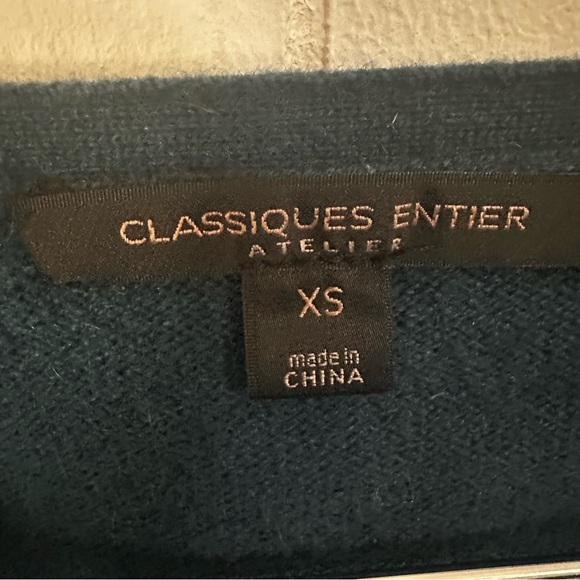 CLASSIQUES ENTIER
ATELIER
XS
made in
CHINA